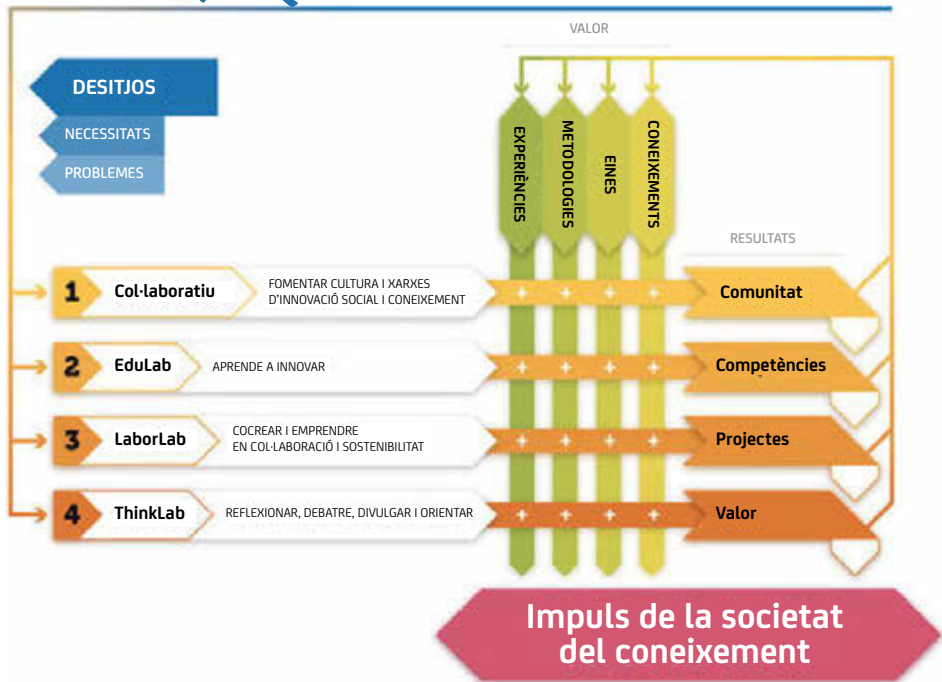 VALOR
DESITJOS
NECESSITATS
PROBLEMES
EXPERIÈNCIES
METODOLOGIES
EINES
CONEIXEMENTS
RESULTATS
1
Col·laboratiu
FOMENTAR CULTURA I XARXES
D'INNOVACIÓ SOCIAL I CONEIXEMENT
+ + + +
Comunitat
2
EduLab
APRENDE A INNOVAR
+ + + +
Competències
3
LaborLab
COCREAR I EMPRENDRE
EN COL·LABORACIÓ I SOSTENIBILITAT
+ + + +
Projectes
4
ThinkLab
REFLEXIONAR, DEBATRE, DIVULGAR I ORIENTAR
+ + + +
Valor
Impuls de la societat
del coneixement